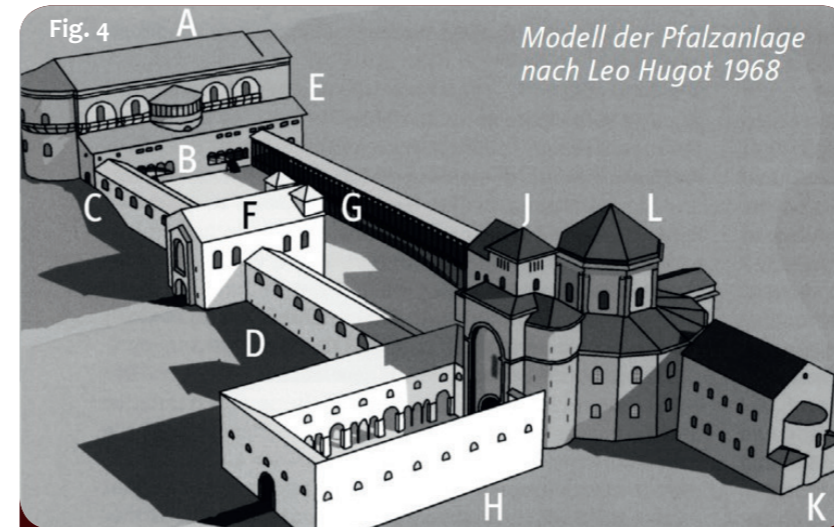 Fig. 4
Modell der Pfalzanlage
nach Leo Hugot 1968
A
E
B
C
F
G
J
L
D
H
K